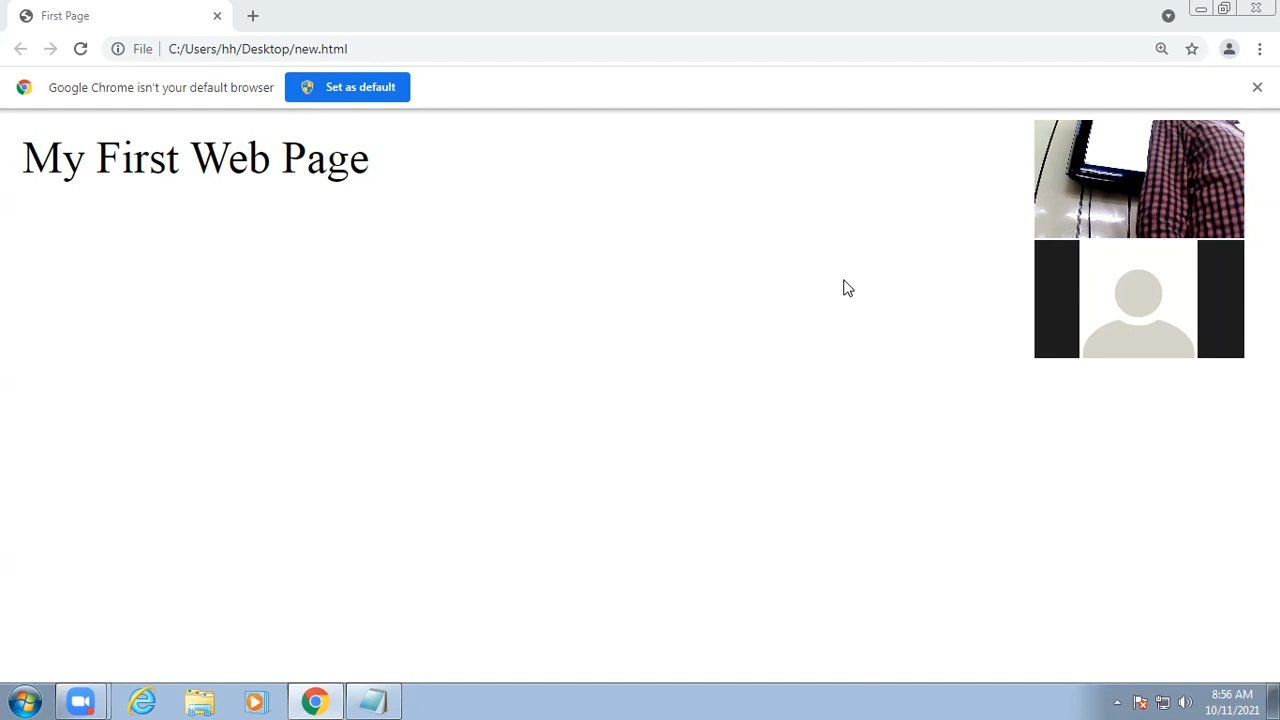 First Page
File
C:/Users/hh/Desktop/new.html
Google Chrome isn't your default browser
Set as default
My First Web Page
8:56 AM
10/11/2021